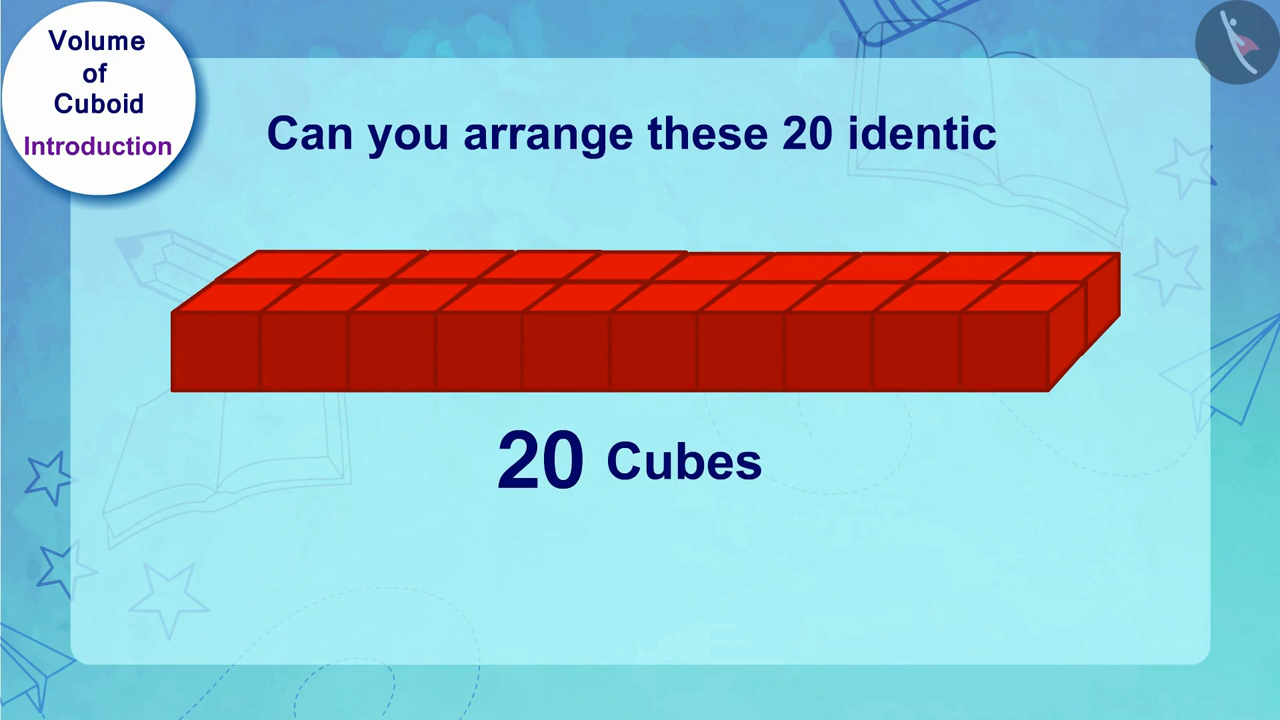 Volume
of
Cuboid
Introduction
Can you arrange these 20 identic
20 Cubes